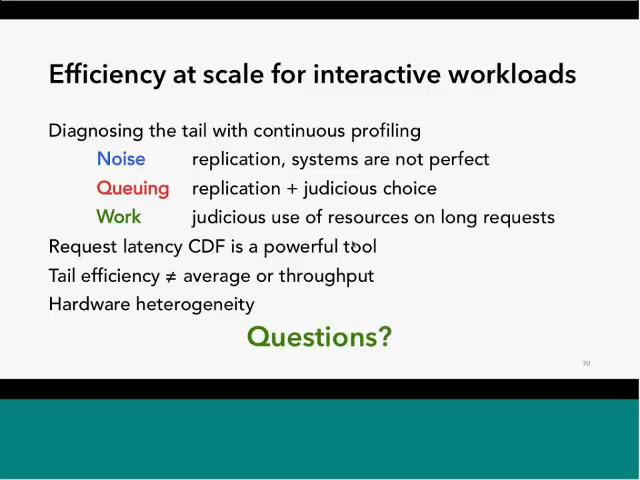 Efficiency at scale for interactive workloads
Diagnosing the tail with continuous profiling
Noise replication, systems are not perfect
Queuing replication + judicious choice
Work judicious use of resources on long requests
Request latency CDF is a powerful tool
Tail efficiency ≠ average or throughput
Hardware heterogeneity
Questions?
39